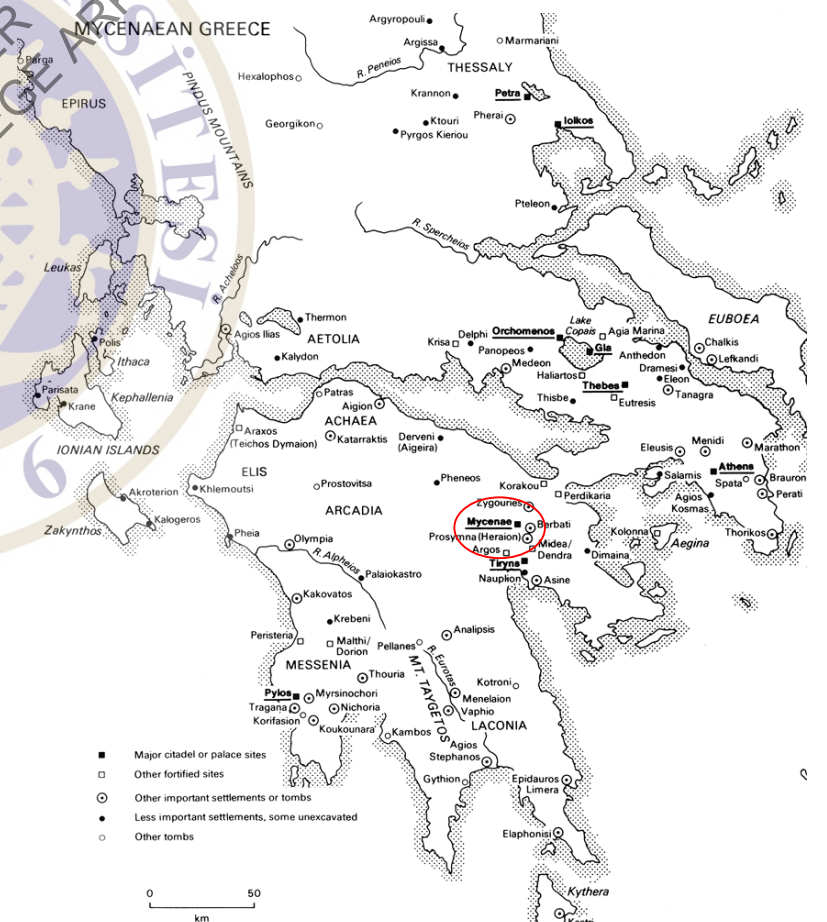 MYCENAEAN GREECE
Argyropouli
Argissa
Marmariani
R. Peneios
THESSALY
Parga
Hexalophos
EPIRUS
PINDUS MOUNTAINS
Krannon
Petra
Georgikon
Ktouri
Pherai
Iolkos
Pyrgos Kieriou
Pteleon
R. Spercheios
Leukas
R. Acheloos
Thermon
Agios Ilias
AETOLIA
Kalydon
Polis
Ithaca
Kephallenia
Parisata
Krane
IONIAN ISLANDS
Krisa
Delphi
Orchomenos
Lake
Copais
Agia Marina
EUBOEA
Panopeos
Gla
Anthedon
Chalkis
Lefkandi
Medeon
Haliartos
Dramesi
Eleon
Thebes
Tanagra
Thisbe
Eutresis
Patras
Aigion
ACHAEA
Araxos
(Teichos Dymaion)
Katarraktis
Derveni
(Aigeira)
Eleusis
Menidi
Marathon
ELIS
Khlemoutsi
Prostovitsa
Pheneos
Korakou
Perdikaria
Salamis
Athens
Spata
Brauron
Perati
Agios
Kosmas
Akroterion
Kalogeros
Zakynthos
ARCADIA
Zygouries
Mycenae
Berbati
Prosymna (Heraion)
Argos
Midea/
Dendra
Kolonna
Aegina
Thorikos
Pheia
Olympia
R. Alpheios
Palaiokastro
Tiryns
Dimaina
Nauplion
Asine
Kakovatos
Krebeni
Peristeria
Malthi/
Dorion
Pellanes
Analipsis
MESSENIA
R. Eurotas
MT. TAYGETOS
Thouria
Kotroni
Pylos
Myrsinochori
Menelaion
Tragana
Nichoria
Vaphio
Korifasion
Koukounara
LACONIA
Kambos
Agios
Stephanos
Gythion
Epidauros
Limera
Elaphonisi
Kythera
Major citadel or palace sites
Other fortified sites
Other important settlements or tombs
Less important settlements, some unexcavated
Other tombs
0 50
km